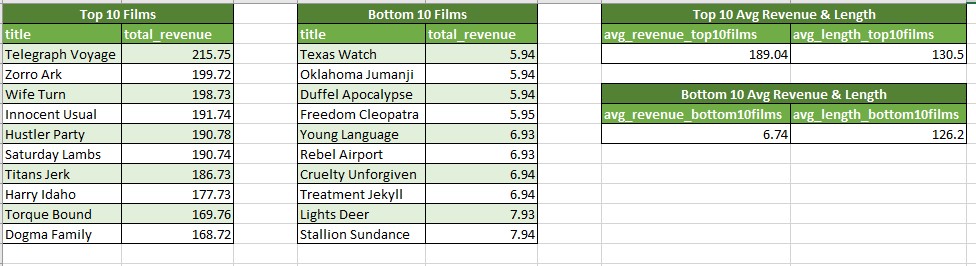 Top 10 Films
title total_revenue
Telegraph Voyage 215.75
Zorro Ark 199.72
Wife Turn 198.73
Innocent Usual 191.74
Hustler Party 190.78
Saturday Lambs 190.74
Titans Jerk 186.73
Harry Idaho 177.73
Torque Bound 169.76
Dogma Family 168.72
Bottom 10 Films
title total_revenue
Texas Watch 5.94
Oklahoma Jumanji 5.94
Duffel Apocalypse 5.94
Freedom Cleopatra 5.95
Young Language 6.93
Rebel Airport 6.93
Cruelty Unforgiven 6.94
Treatment Jekyll 6.94
Lights Deer 7.93
Stallion Sundance 7.94
Top 10 Avg Revenue & Length
avg_revenue_top10films avg_length_top10films
189.04 130.5
Bottom 10 Avg Revenue & Length
avg_revenue_bottom10films avg_length_bottom10films
6.74 126.2